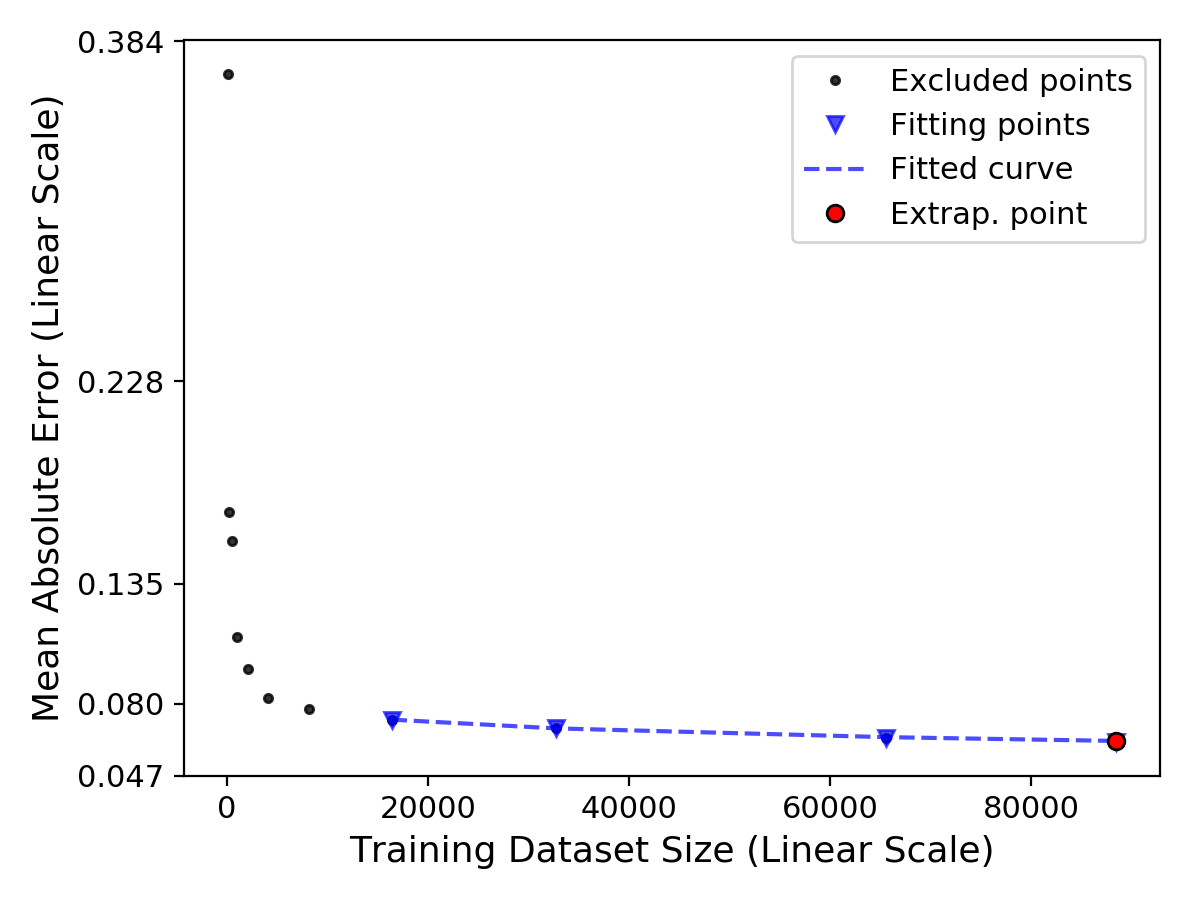 0.384
0.228
0.135
0.080
0.047
Mean Absolute Error (Linear Scale)
Excluded points
Fitting points
Fitted curve
Extrap. point
0
20000
40000
60000
80000
Training Dataset Size (Linear Scale)